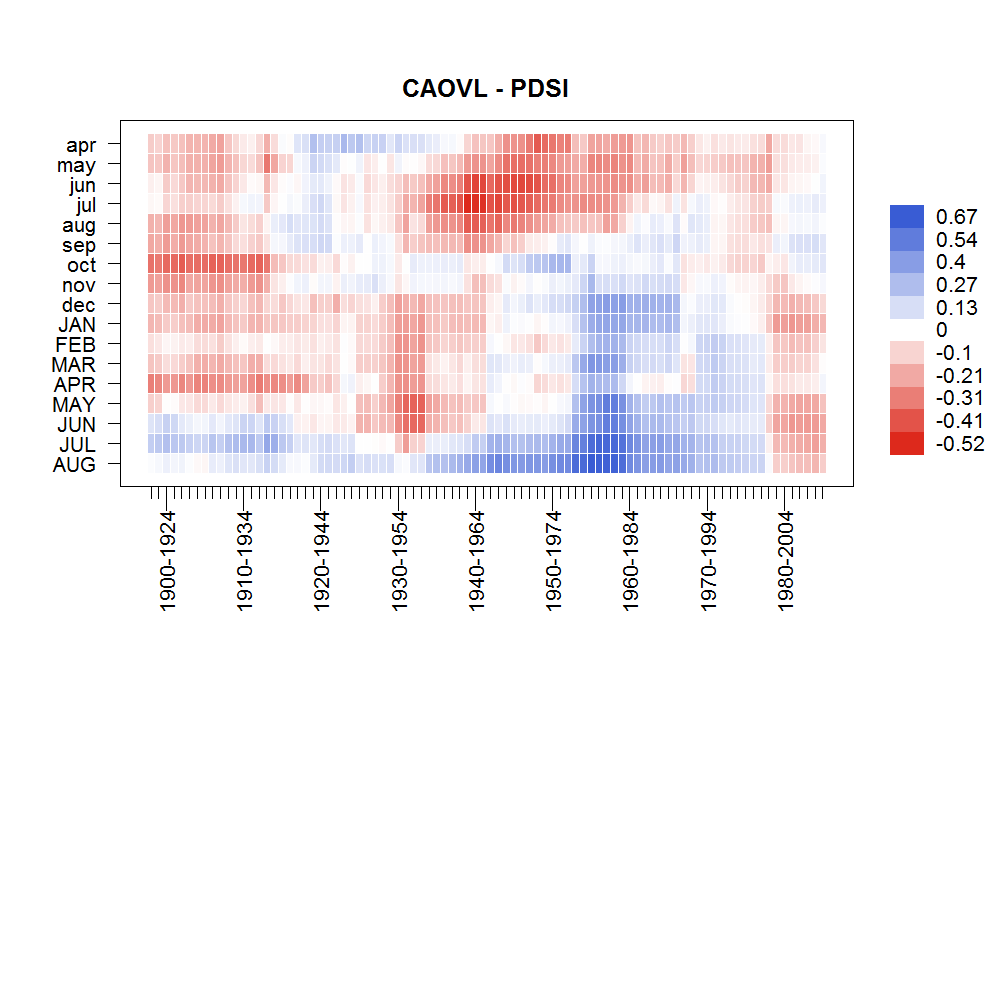 CAOVL - PDSI
apr
may
jun
jul
aug
sep
oct
nov
dec
JAN
FEB
MAR
APR
MAY
JUN
JUL
AUG
0.67
0.54
0.4
0.27
0.13
0
-0.1
-0.21
-0.31
-0.41
-0.52
1900-1924
1910-1934
1920-1944
1930-1954
1940-1964
1950-1974
1960-1984
1970-1994
1980-2004